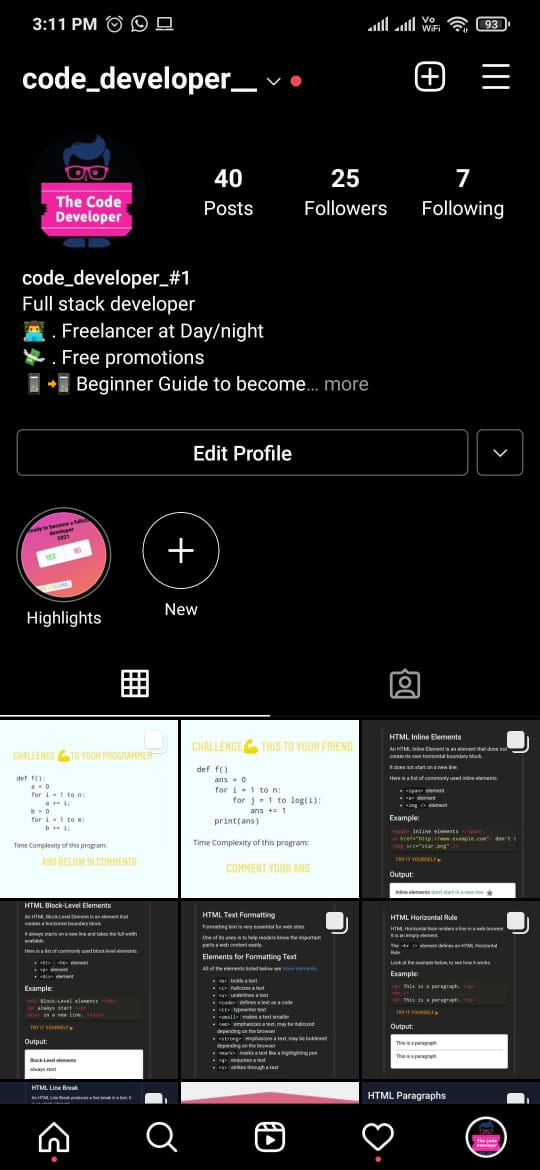 3:11 PM
Vo
WiFi
93
code_developer__
The Code
Developer
40
Posts
25
Followers
7
Following
code_developer_#1
Full stack developer
. Freelancer at Day/night
. Free promotions
Beginner Guide to become… more
Edit Profile
developer
2021
YES
NO
Highlights
New
CHALLENGE 💪 TO YOUR PROGRAMMER
def f():
a = 0
for i = 1 to n:
a += i;
b = 0
for i = 1 to m:
b += i;
Time Complexity of this program:
ANS BELOW IN COMMENTS
CHALLENGE 💪 THIS TO YOUR FRIEND
def f()
ans = 0
for i = 1 to n:
for j = 1 to log(i):
ans += 1
print(ans)
Time Complexity of this program:
COMMENT YOUR ANS
HTML Inline Elements
An HTML Inline Element is an element that does not
create its own horizontal boundary block.
It does not start on a new line.
Here is a list of commonly used inline elements.
<span> element
<a> element
<img /> element
Example:
<span> Inline elements </span>
<a href="http://www.example.com" don't s
<img src="star.png" />
TRY IT YOURSELF
Output:
Inline elements don't start in a new line
HTML Block-Level Elements
An HTML Block-Level Element is an element that
creates a horizontal boundary block.
It always starts on a new line and takes the full width
available.
Here is a list of commonly used block-level elements.
<h1> - <h6> element
<p> element
<div> element
Example:
<h6> Block-Level elements </h6>
<p> always start </p>
<div> in a new line. </div>
TRY IT YOURSELF
Output:
Block-Level elements
always start
HTML Text Formatting
Formatting text is very essential for web sites.
One of its uses is to help readers know the important
parts a web content easily.
Elements for Formatting Text
All of the elements listed below are inline elements.
<b> bolds a text
<i> italicizes a text
<u> underlines a text
<code> defines a text as a code
<tt> typewriter text
<small> makes a text smaller
<em> emphasizes a text, may be italicized
depending on the browser
<strong> emphasizes a text, may be boldened
depending on the browser
<mark> marks a text like a highlighting pen
<q> enquotes a text
<s> strikes through a text
HTML Horizontal Rule
HTML Horizontal Rule renders a line in a web browser.
It is an empty element.
The <hr /> element defines an HTML Horizontal
Rule.
Look at the example below, to see how it works.
Example:
<p> This is a paragraph. </p>
<hr />
<p> This is a paragraph. </p>
TRY IT YOURSELF
Output:
This is a paragraph
This is a paragraph.
HTML Line Break
An HTML Line Break produces a line break in a text, it
HTML Paragraphs
The Code
Developer